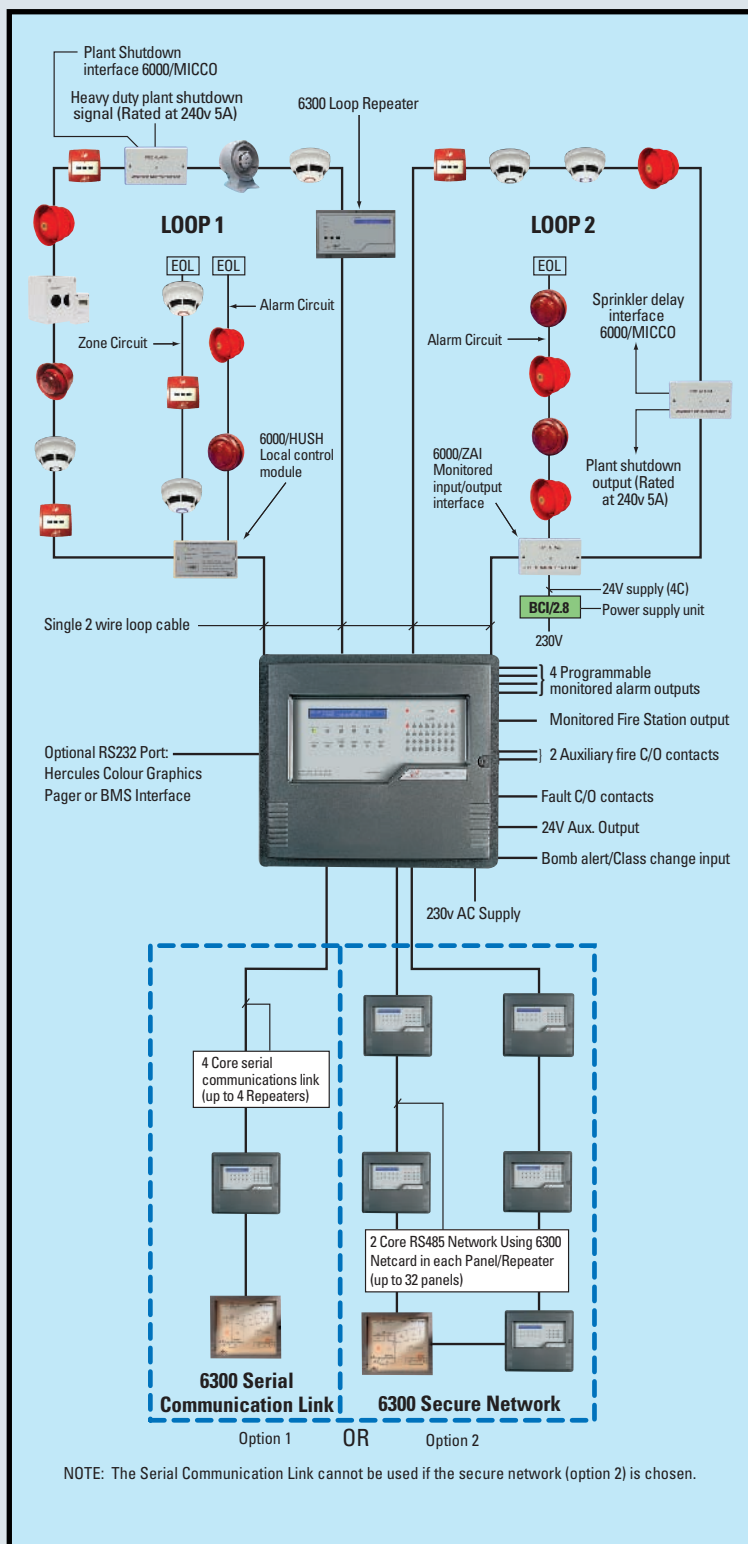 Plant Shutdown
interface 6000/MICCO
Heavy duty plant shutdown
signal (Rated at 240v 5A)
6300 Loop Repeater
LOOP 1
LOOP 2
EOL
EOL
EOL
Alarm Circuit
Zone Circuit
Alarm Circuit
Sprinkler delay
interface
6000/MICCO
6000/HUSH
Local control
module
6000/ZAI
Monitored
input/output
interface
Plant shutdown
output (Rated
at 240v 5A)
24V supply (4C)
BCI/2.8
Power supply unit
230V
Single 2 wire loop cable
4 Programmable
monitored alarm outputs
Monitored Fire Station output
Optional RS232 Port:
Hercules Colour Graphics
Pager or BMS Interface
2 Auxiliary fire C/O contacts
Fault C/O contacts
24V Aux. Output
Bomb alert/Class change input
230v AC Supply
4 Core serial
communications link
(up to 4 Repeaters)
2 Core RS485 Network Using 6300
Netcard in each Panel/Repeater
(up to 32 panels)
6300 Serial
Communication Link
6300 Secure Network
Option 1
OR
Option 2
NOTE: The Serial Communication Link cannot be used if the secure network (option 2) is chosen.